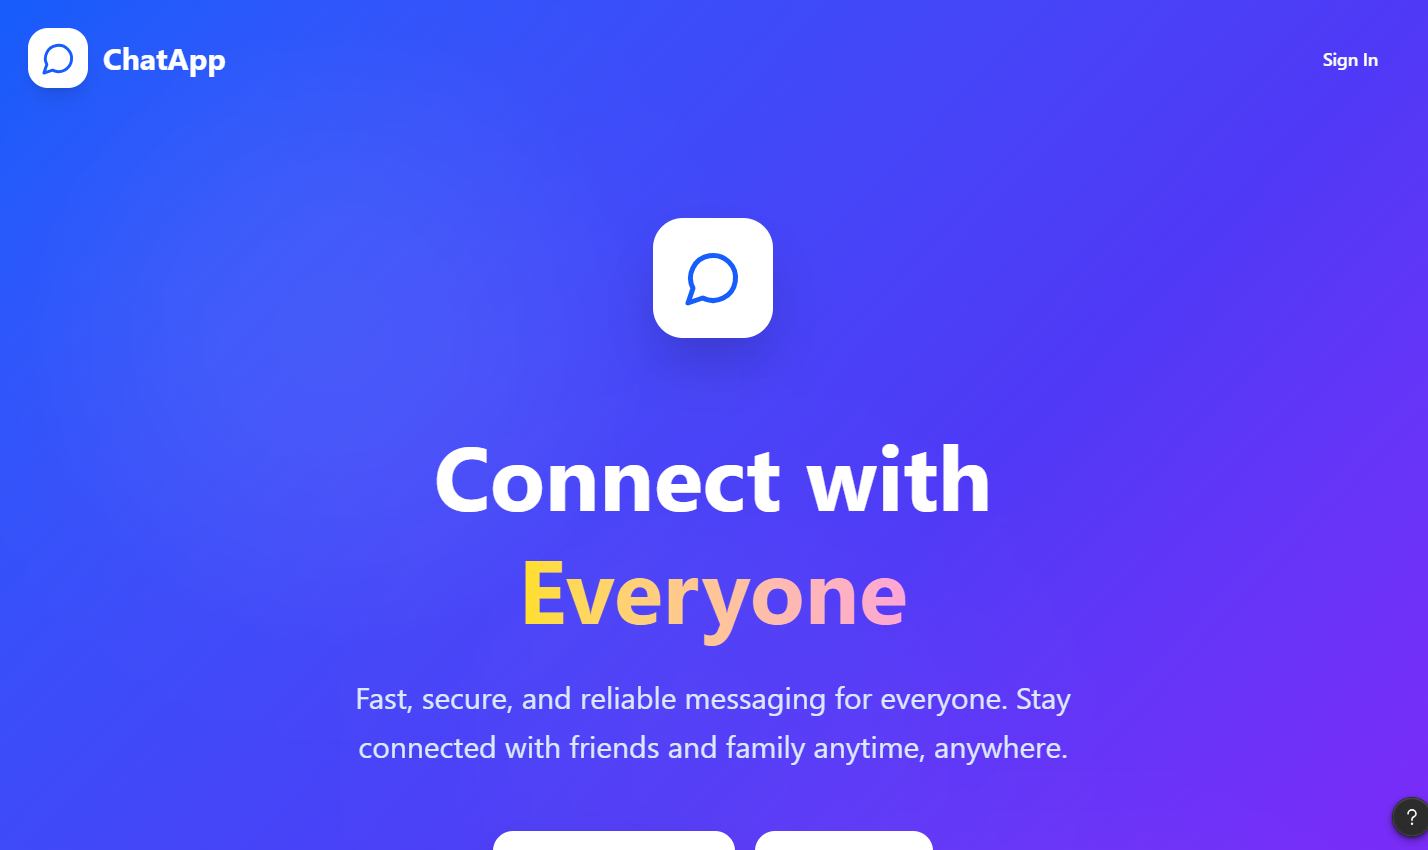 ChatApp
Sign In
Connect with
Everyone
Fast, secure, and reliable messaging for everyone. Stay
connected with friends and family anytime, anywhere.
?